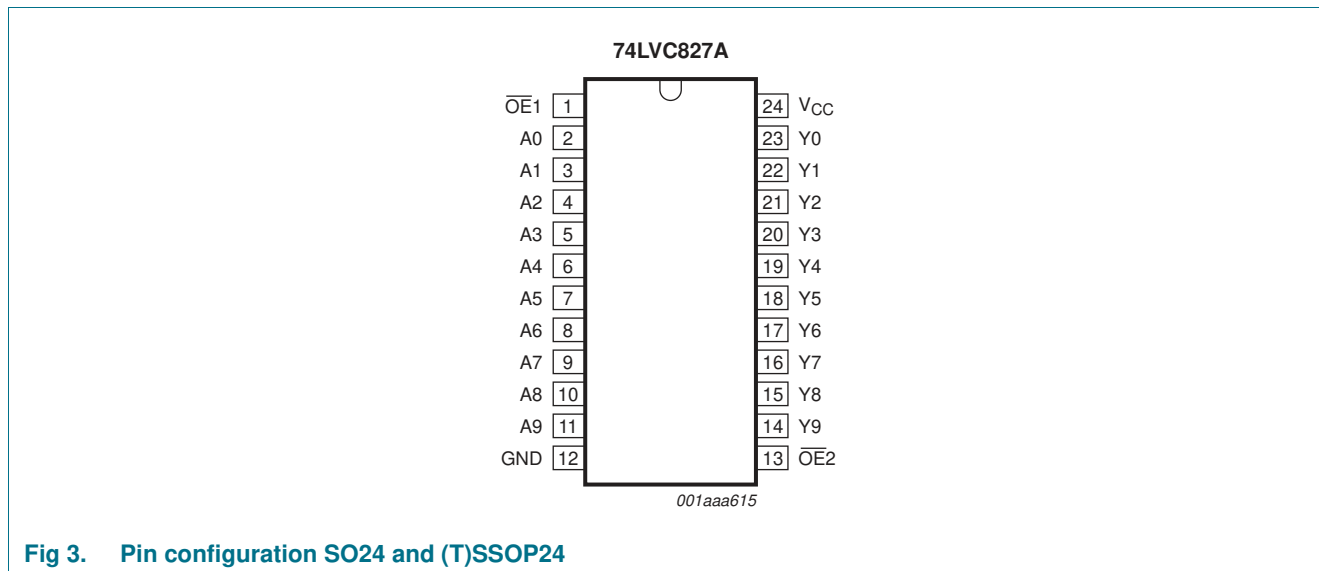 74LVC827A
O̅E̅1 1 24 VCC
A0 2 23 Y0
A1 3 22 Y1
A2 4 21 Y2
A3 5 20 Y3
A4 6 19 Y4
A5 7 18 Y5
A6 8 17 Y6
A7 9 16 Y7
A8 10 15 Y8
A9 11 14 Y9
GND 12 13 O̅E̅2
001aaa615
Fig 3. Pin configuration SO24 and (T)SSOP24